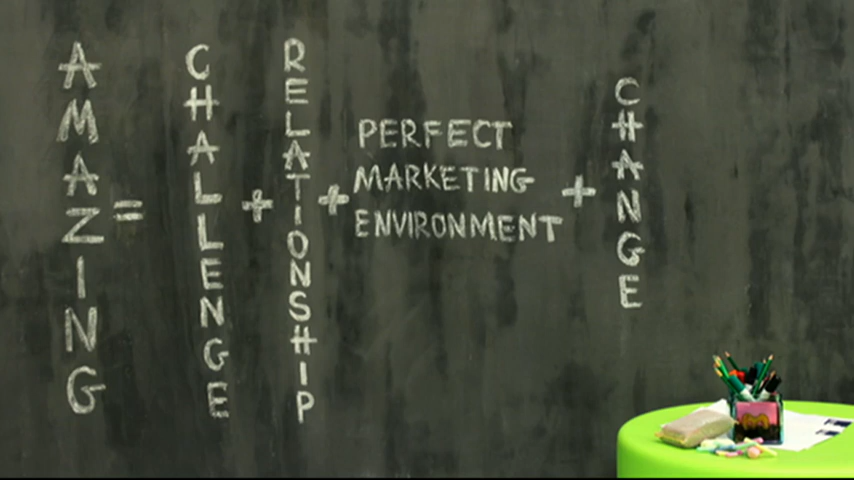 AMAZING
=
CHALLENGE
+
RELATIONSHIP
+
PERFECT
MARKETING
ENVIRONMENT
+
CHANGE